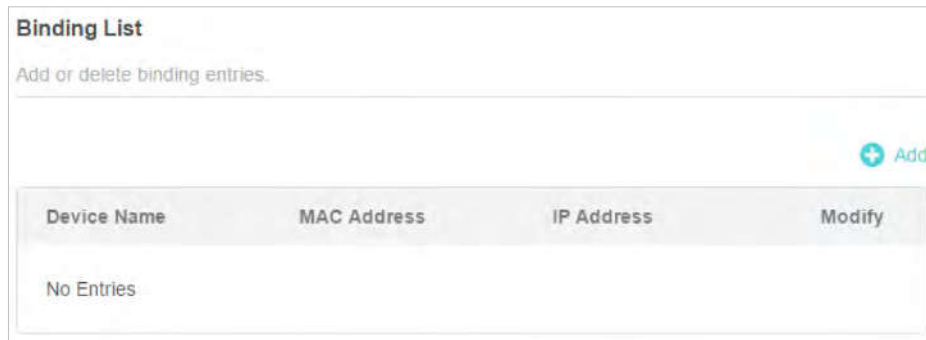 Binding List
Add or delete binding entries.
Add
Device Name MAC Address IP Address Modify
No Entries